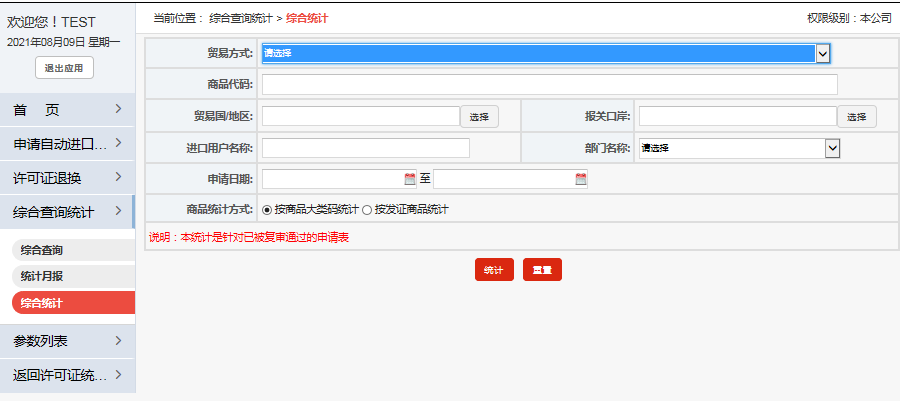 欢迎您！TEST
2021年08月09日 星期一
退出应用
首 页
申请自动进口...
许可证退换
综合查询统计
综合查询
统计月报
综合统计
参数列表
返回许可证统...
当前位置： 综合查询统计 > 综合统计
权限级别：本公司
贸易方式: 请选择
商品代码:
贸易国/地区: 选择 报关口岸: 选择
进口用户名称: 部门名称: 请选择
申请日期: 至
商品统计方式: 按商品大类码统计 按发证商品统计
说明：本统计是针对已被复审通过的申请表
统计 重置